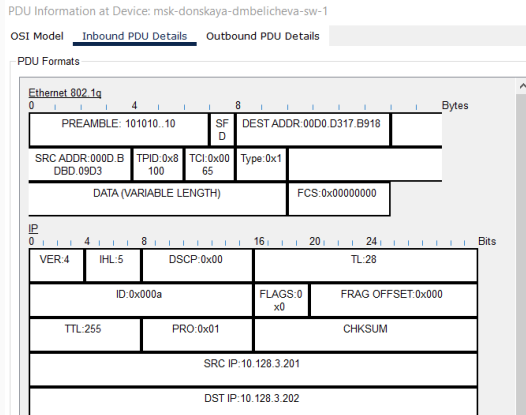 PDU Information at Device: msk-donskaya-dmbelicheva-sw-1
OSI Model Inbound PDU Details Outbound PDU Details
PDU Formats
Ethernet 802.1q
0 4 8 Bytes
PREAMBLE: 101010..10 SF D DEST ADDR:00D0.D317.B918
SRC ADDR:000D.B DBD.09D3 TPID:0x8 100 TCI:0x00 65 Type:0x1
DATA (VARIABLE LENGTH) FCS:0x00000000
IP
0 4 8 16 20 24 Bits
VER:4 IHL:5 DSCP:0x00 TL:28
ID:0x000a FLAGS:0 x0 FRAG OFFSET:0x000
TTL:255 PRO:0x01 CHKSUM
SRC IP:10.128.3.201
DST IP:10.128.3.202